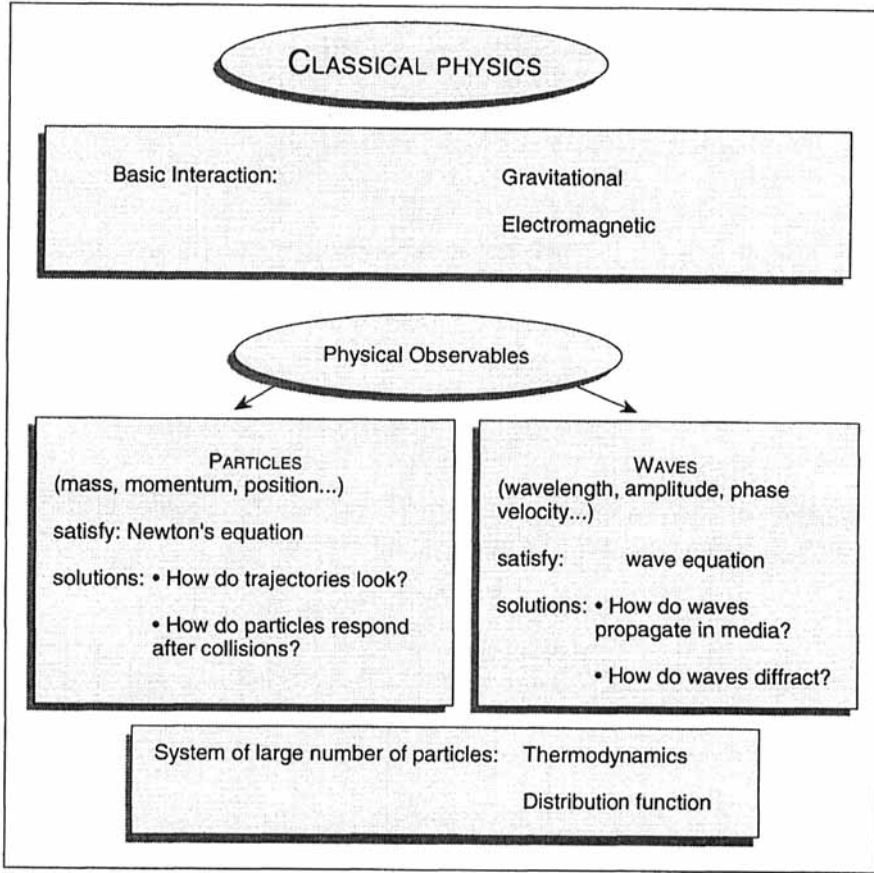 CLASSICAL PHYSICS
Basic Interaction: Gravitational
Electromagnetic
Physical Observables
PARTICLES
(mass, momentum, position...)
satisfy: Newton's equation
solutions: • How do trajectories look?
• How do particles respond
after collisions?
WAVES
(wavelength, amplitude, phase
velocity...)
satisfy: wave equation
solutions: • How do waves
propagate in media?
• How do waves diffract?
System of large number of particles: Thermodynamics
Distribution function